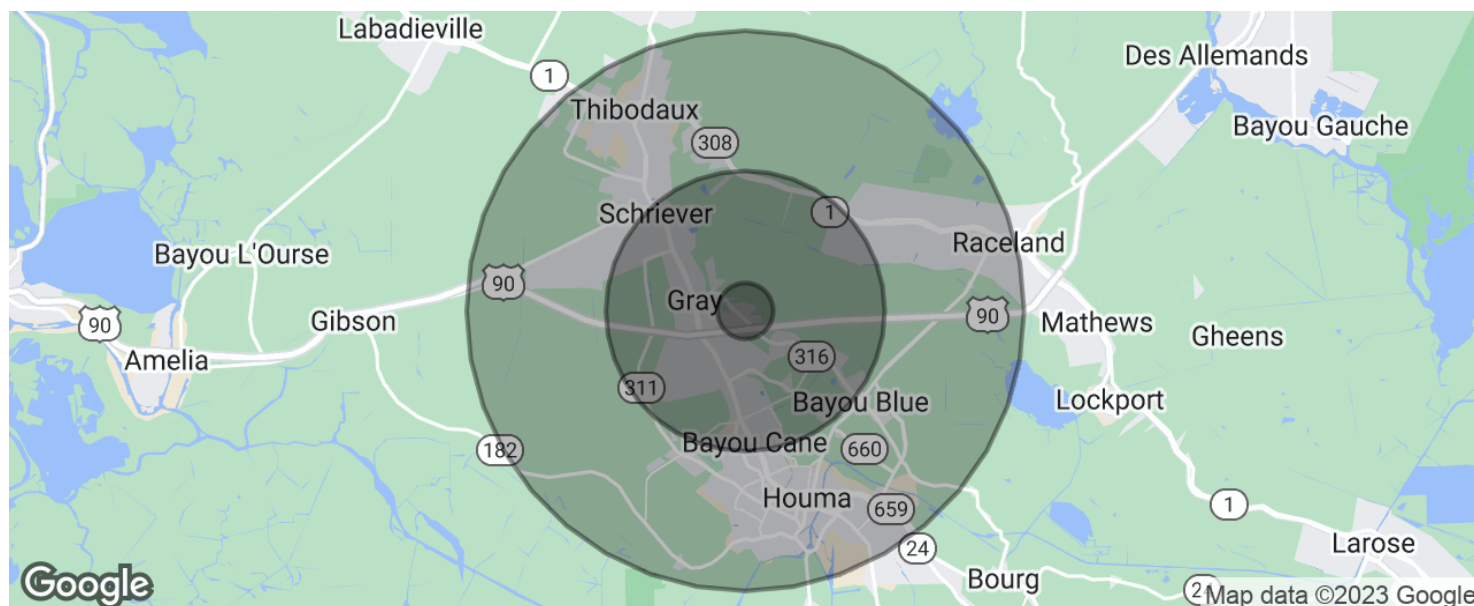 Labadieville
1
Des Allemands
Thibodaux
308
Bayou Gauche
Schriever
1
Raceland
Bayou L'Ourse
90
Gray
90
90
Gibson
Mathews
Gheens
Amelia
316
311
Bayou Blue
Lockport
Bayou Cane
182
660
Houma
659
1
24
Larose
Bourg
Google
Map data ©2023 Google